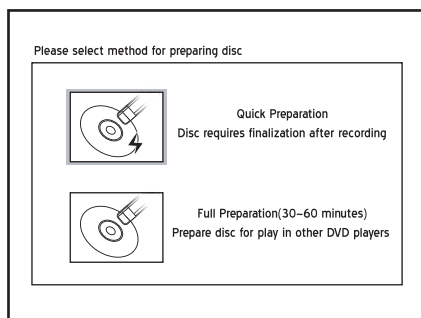 Please select method for preparing disc
Quick Preparation
Disc requires finalization after recording
Full Preparation(30~60 minutes)
Prepare disc for play in other DVD players